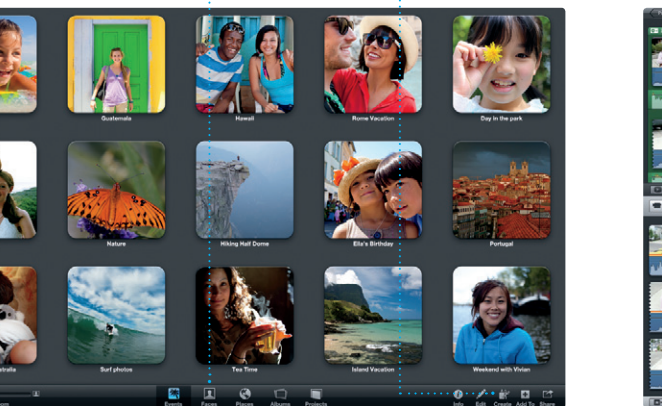 Guatemala
Hawaii
Rome Vacation
Day in the park
Nature
Hiking Half Dome
Ella's Birthday
Portugal
Surf photos
Tea Time
Island Vacation
Weekend with Vivian
Events
Faces
Places
Albums
Projects
Info
Edit
Create
Add To
Share